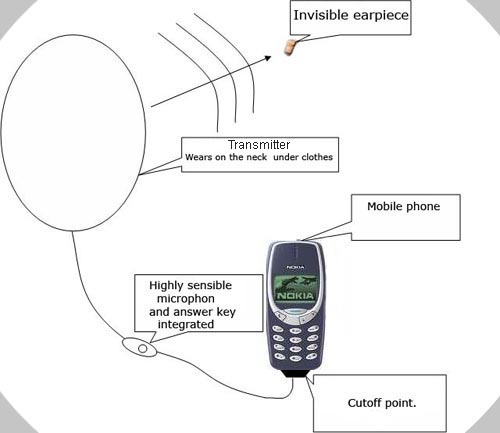 Invisible earpiece
Transmitter
Wears on the neck under clothes
Mobile phone
NOKIA
NOKIA
Highly sensible
microphon
and answer key
integrated
Cutoff point.